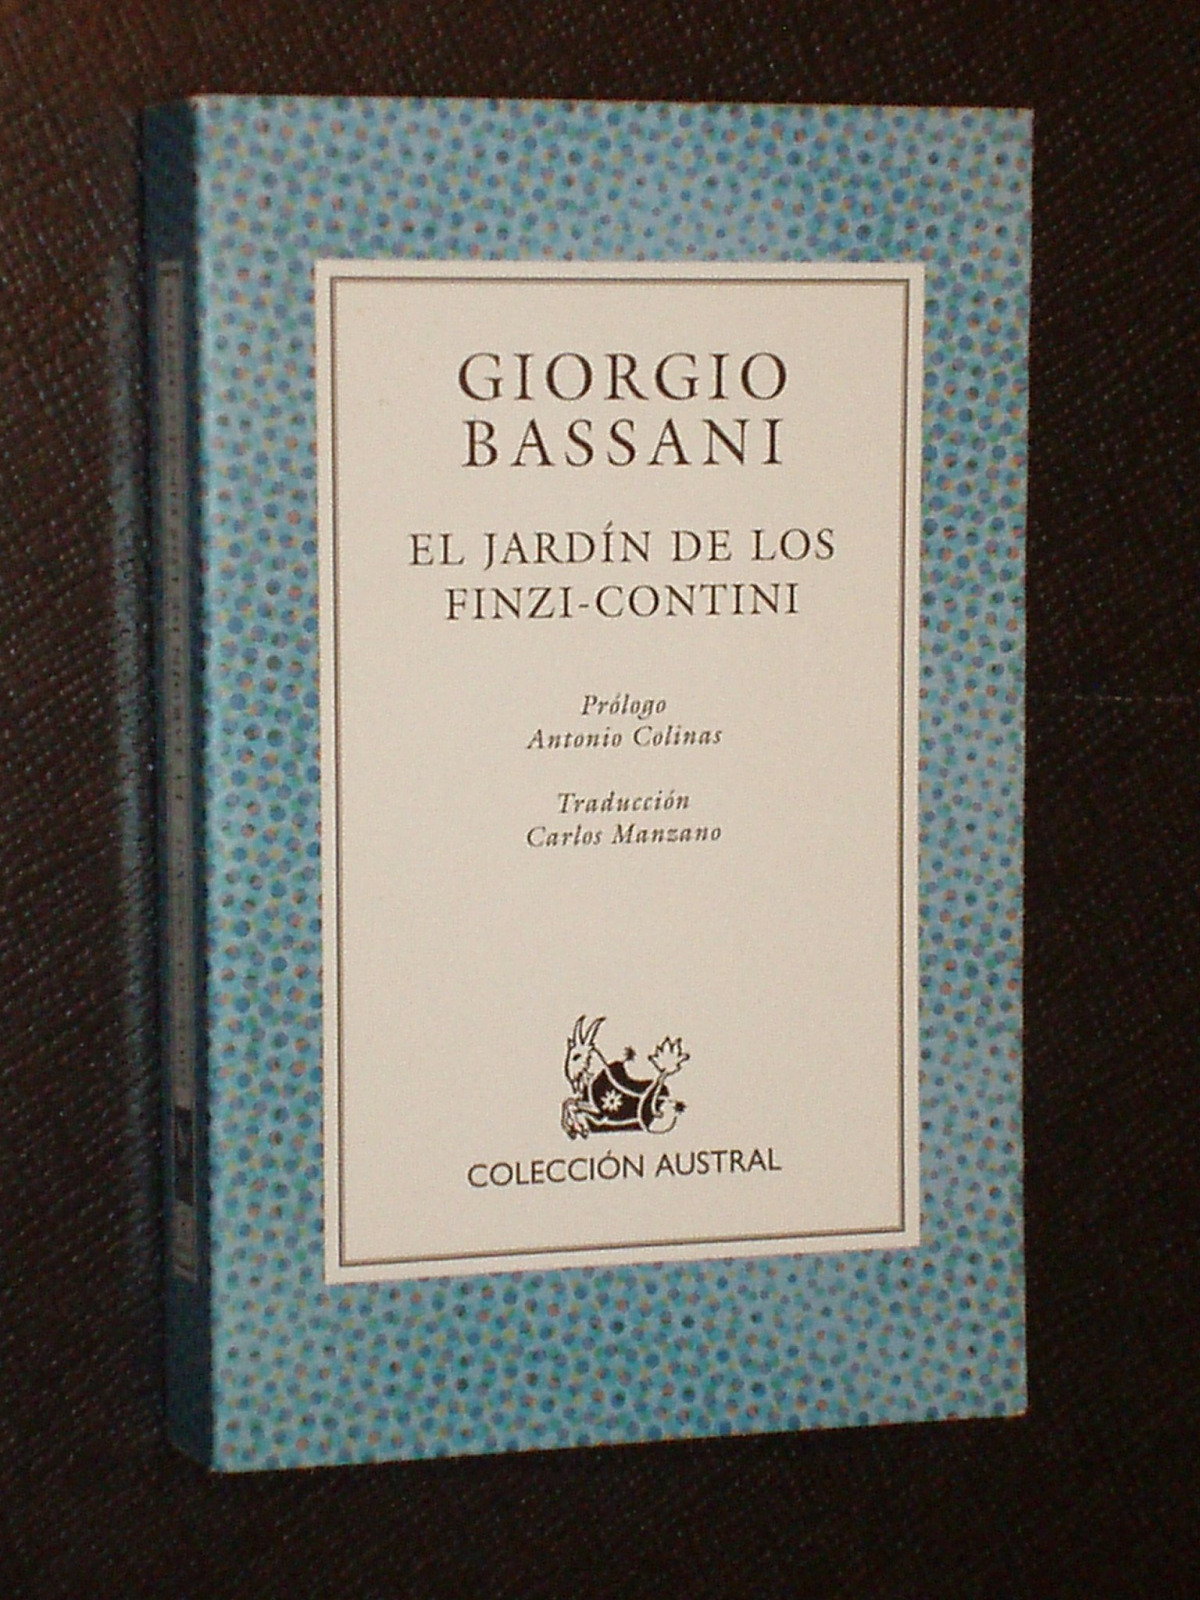 GIORGIO
BASSANI
EL JARDÍN DE LOS
FINZI-CONTINI
Prólogo
Antonio Colinas
Traducción
Carlos Manzano
COLECCIÓN AUSTRAL